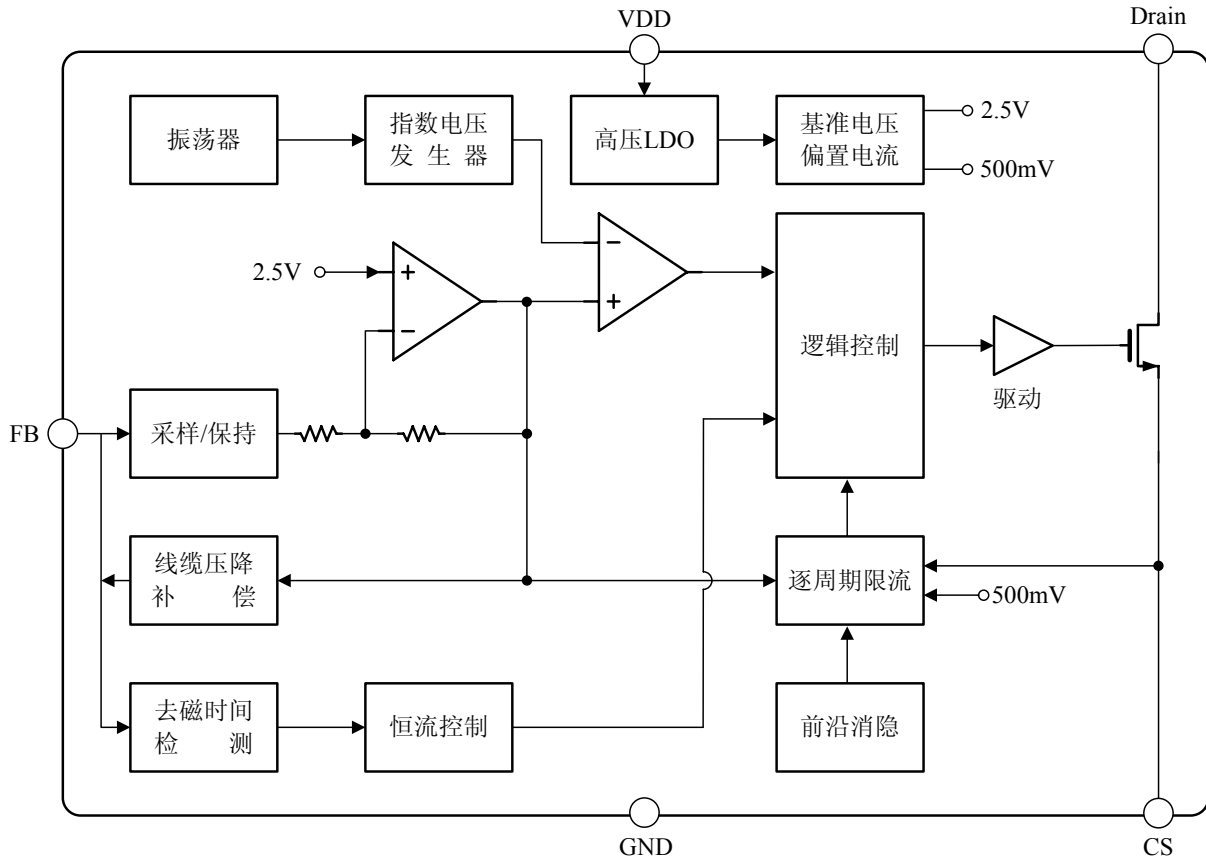 VDD
Drain
振荡器
指数电压
发生器
高压LDO
基准电压
偏置电流
2.5V
500mV
2.5V
+
−
−
+
逻辑控制
驱动
FB
采样/保持
线缆压降
补偿
逐周期限流
500mV
去磁时间
检测
恒流控制
前沿消隐
GND
CS